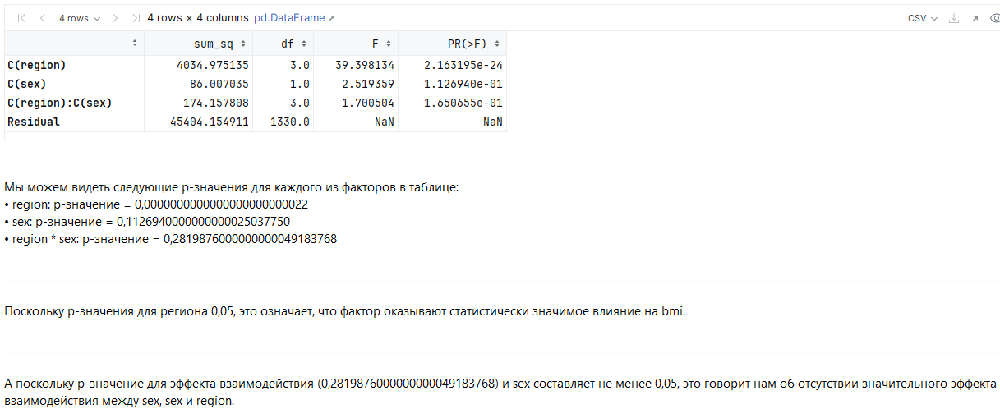 4 rows 4 rows × 4 columns pd.DataFrame CSV
sum_sq df F PR(>F)
C(region) 4034.975135 3.0 39.398134 2.163195e-24
C(sex) 86.007035 1.0 2.519359 1.126940e-01
C(region):C(sex) 174.157808 3.0 1.700504 1.650655e-01
Residual 45404.154911 1330.0 NaN NaN
Мы можем видеть следующие p-значения для каждого из факторов в таблице:
• region: p-значение = 0,0000000000000000000000022
• sex: p-значение = 0,1126940000000000025037750
• region * sex: p-значение = 0,2819876000000000049183768
Поскольку p-значения для региона 0,05, это означает, что фактор оказывают статистически значимое влияние на bmi.
А поскольку p-значение для эффекта взаимодействия (0,2819876000000000049183768) и sex составляет не менее 0,05, это говорит нам об отсутствии значительного эффекта
взаимодействия между sex, sex и region.